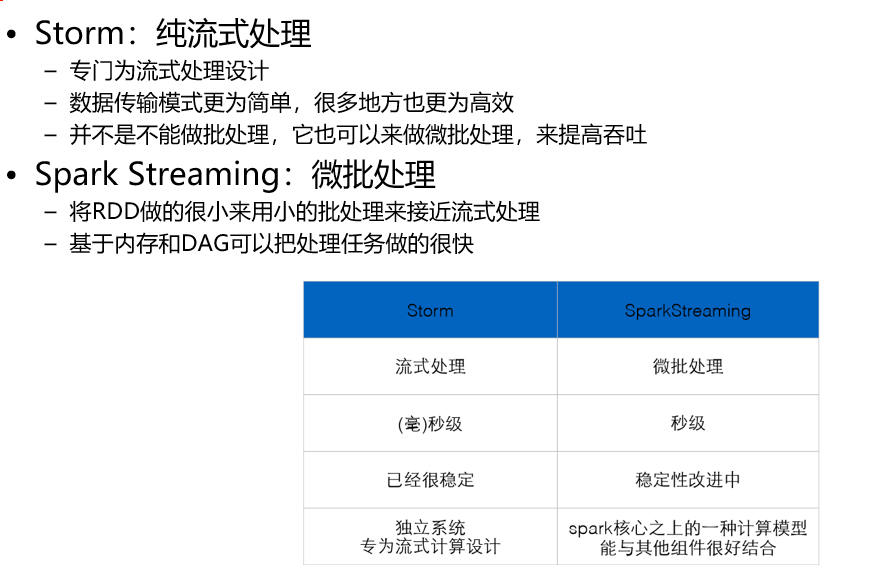 • Storm：纯流式处理
– 专门为流式处理设计
– 数据传输模式更为简单，很多地方也更为高效
– 并不是不能做批处理，它也可以来做微批处理，来提高吞吐
• Spark Streaming：微批处理
– 将RDD做的很小来用小的批处理来接近流式处理
– 基于内存和DAG可以把处理任务做的很快
Storm SparkStreaming
流式处理 微批处理
(毫)秒级 秒级
已经很稳定 稳定性改进中
独立系统 spark核心之上的一种计算模型
专为流式计算设计 能与其他组件很好结合